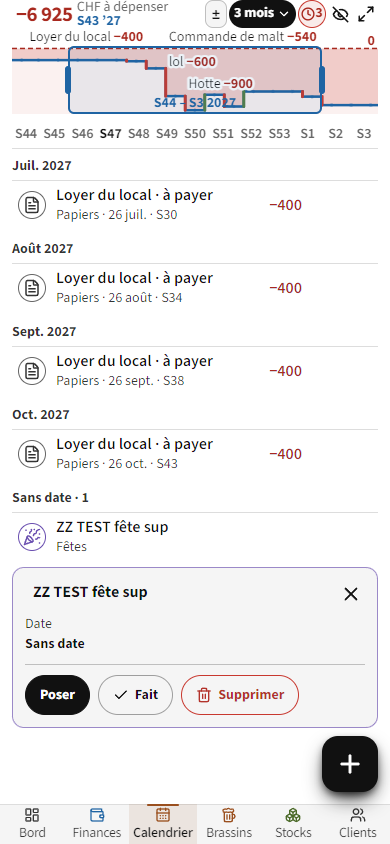 −6 925 CHF à dépenser
S43 ’27
± 3 mois 3
Loyer du local −400 Commande de malt −540 0
lol −600
Hotte −900
S44 - S3 2027
S44 S45 S46 S47 S48 S49 S50 S51 S52 S53 S1 S2 S3
Juil. 2027
Loyer du local · à payer −400
Papiers · 26 juil. · S30
Août 2027
Loyer du local · à payer −400
Papiers · 26 août · S34
Sept. 2027
Loyer du local · à payer −400
Papiers · 26 sept. · S38
Oct. 2027
Loyer du local · à payer −400
Papiers · 26 oct. · S43
Sans date · 1
ZZ TEST fête sup
Fêtes
ZZ TEST fête sup
Date
Sans date
Poser Fait Supprimer
Bord Finances Calendrier Brassins Stocks Clients